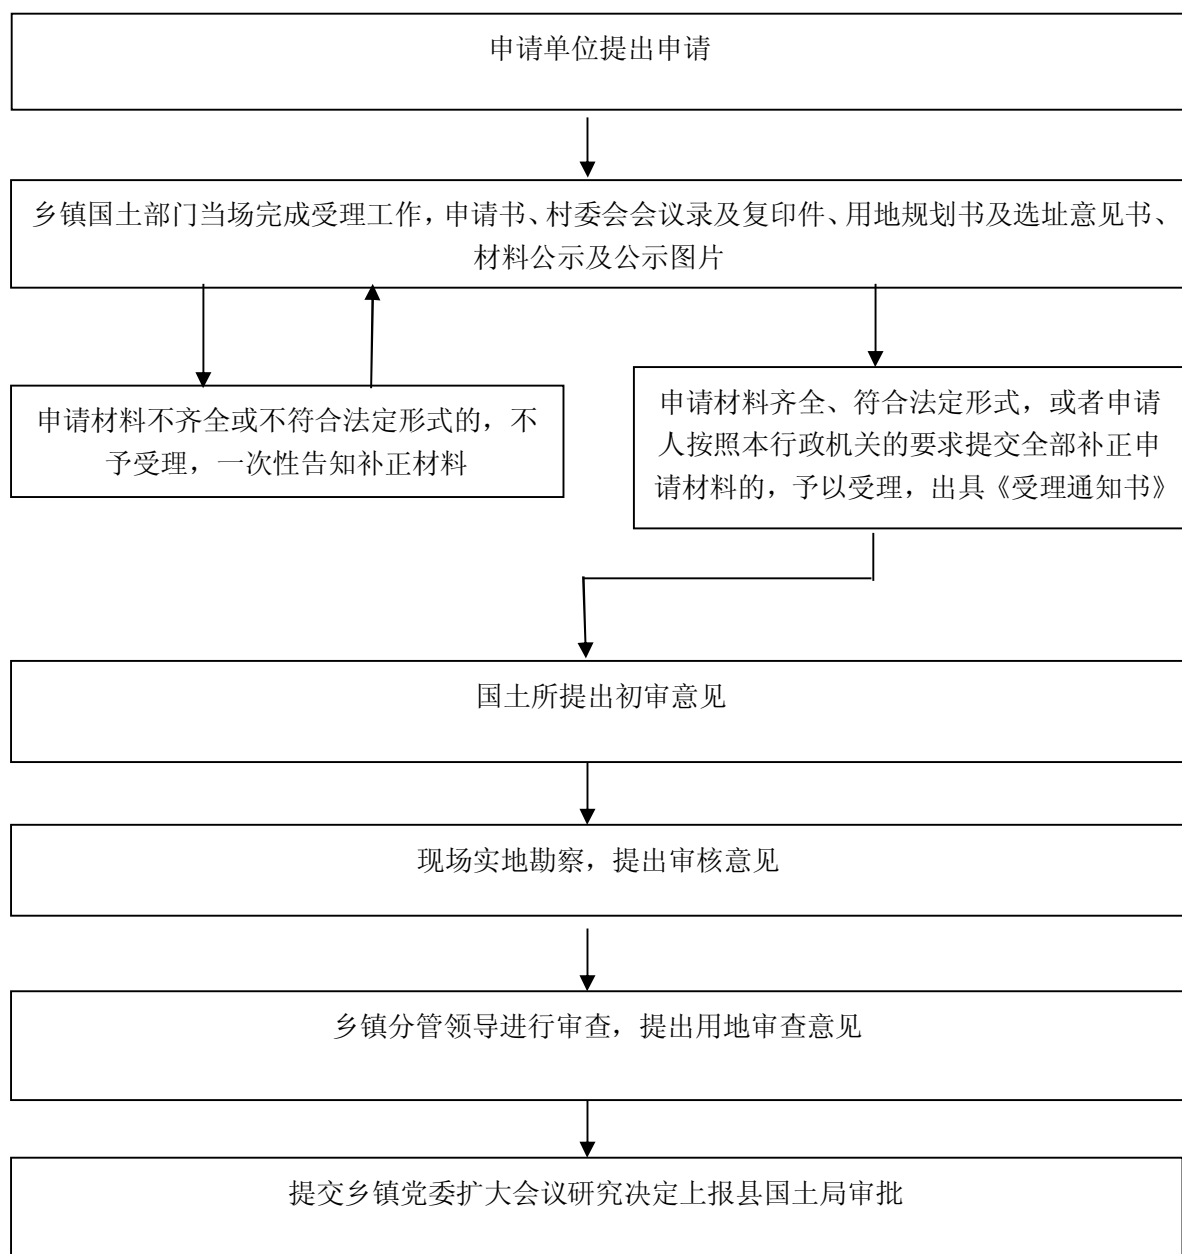 申请单位提出申请
乡镇国土部门当场完成受理工作，申请书、村委会会议录及复印件、用地规划书及选址意见书、
材料公示及公示图片
申请材料不齐全或不符合法定形式的，不
予受理，一次性告知补正材料
申请材料齐全、符合法定形式，或者申请
人按照本行政机关的要求提交全部补正申
请材料的，予以受理，出具《受理通知书》
国土所提出初审意见
现场实地勘察，提出审核意见
乡镇分管领导进行审查，提出用地审查意见
提交乡镇党委扩大会议研究决定上报县国土局审批